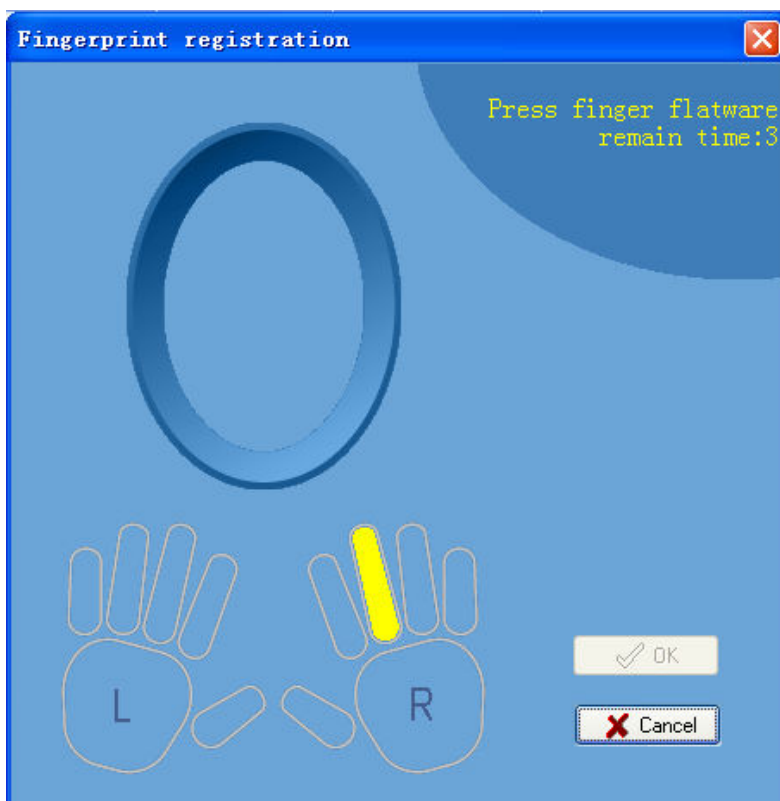 Fingerprint registration
Press finger flatware
remain time:3
L
R
OK
Cancel